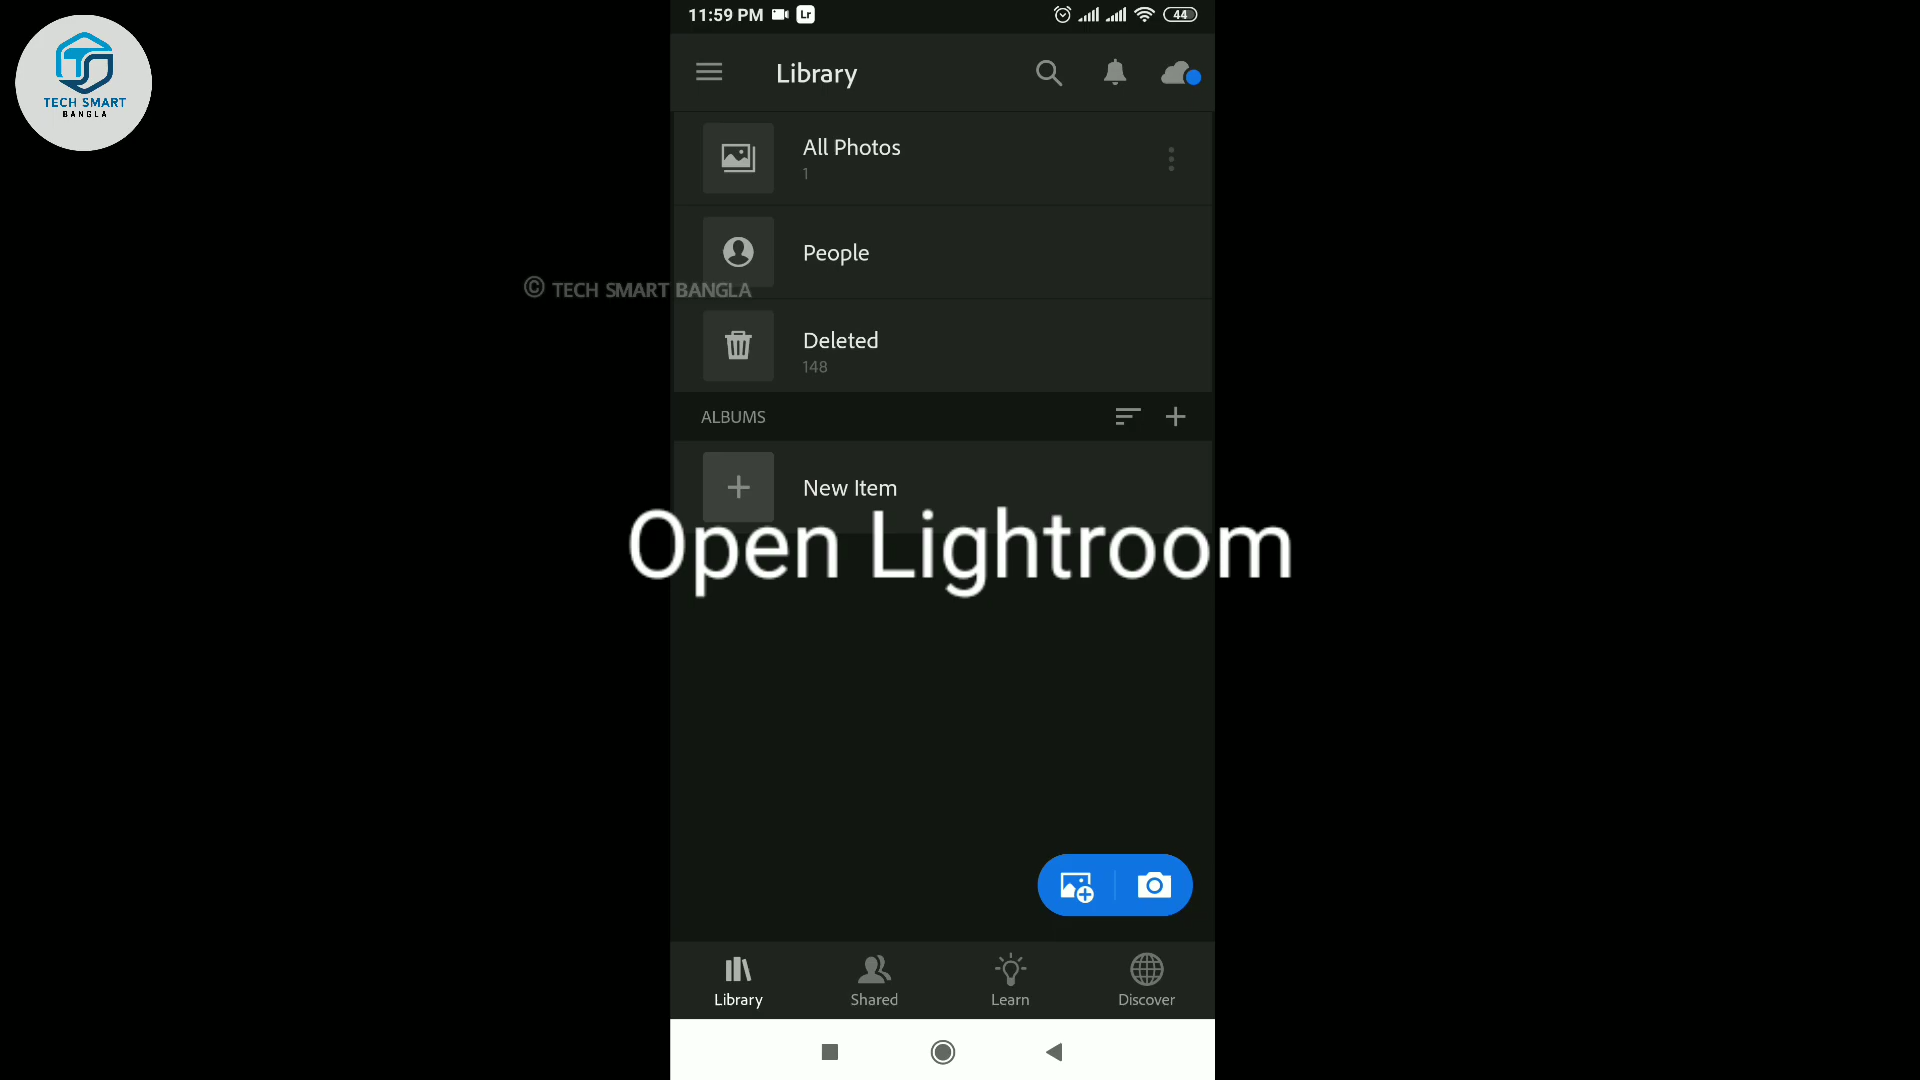 TECH SMART
BANGLA
11:59 PM
Lr
44
Library
All Photos
1
People
© TECH SMART BANGLA
Deleted
148
ALBUMS
New Item
Open Lightroom
Library
Shared
Learn
Discover